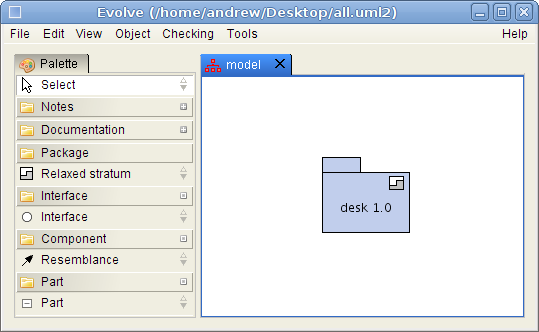 Evolve (/home/andrew/Desktop/all.uml2)
File Edit View Object Checking Tools Help
Palette
model
Select
Notes
Documentation
Package
Relaxed stratum
Interface
Interface
Component
Resemblance
Part
Part
desk 1.0